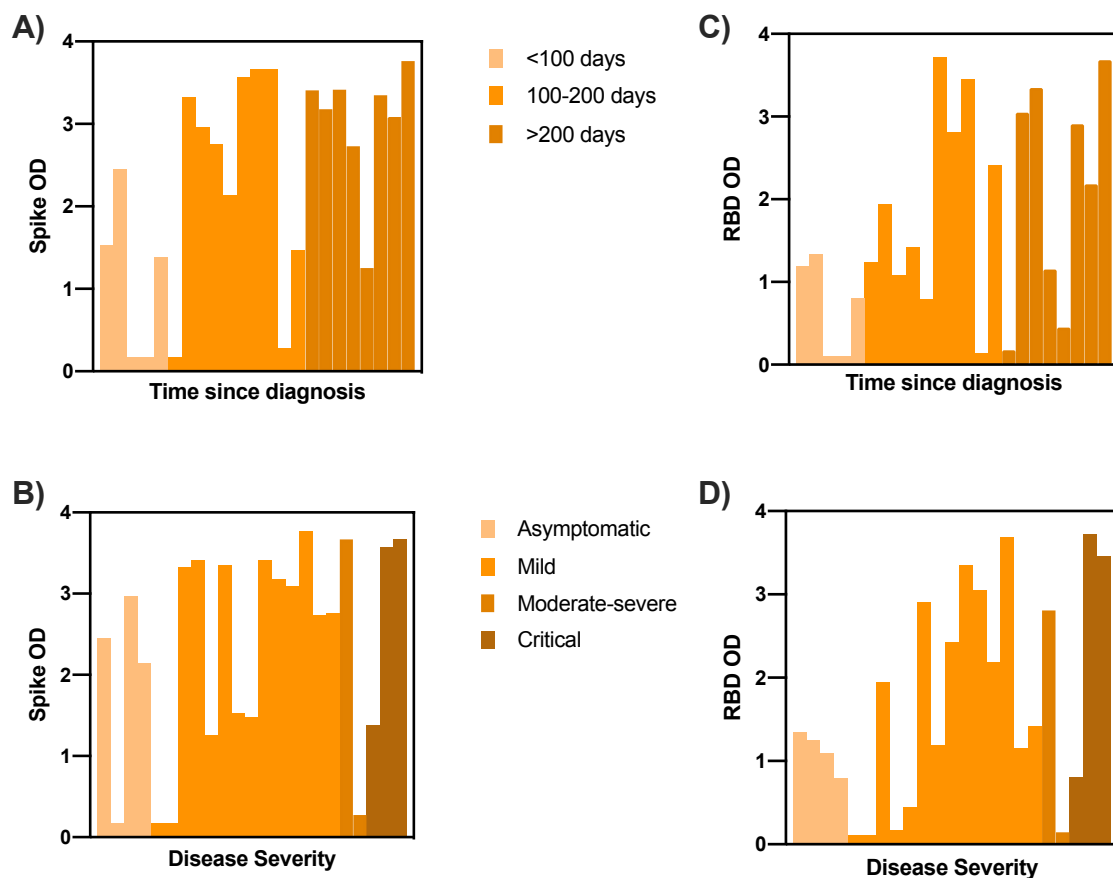 A)
4
3
2
1
0
Spike OD
Time since diagnosis
<100 days
100-200 days
>200 days
C)
4
3
2
1
0
RBD OD
Time since diagnosis
B)
4
3
2
1
0
Spike OD
Disease Severity
Asymptomatic
Mild
Moderate-severe
Critical
D)
4
3
2
1
0
RBD OD
Disease Severity